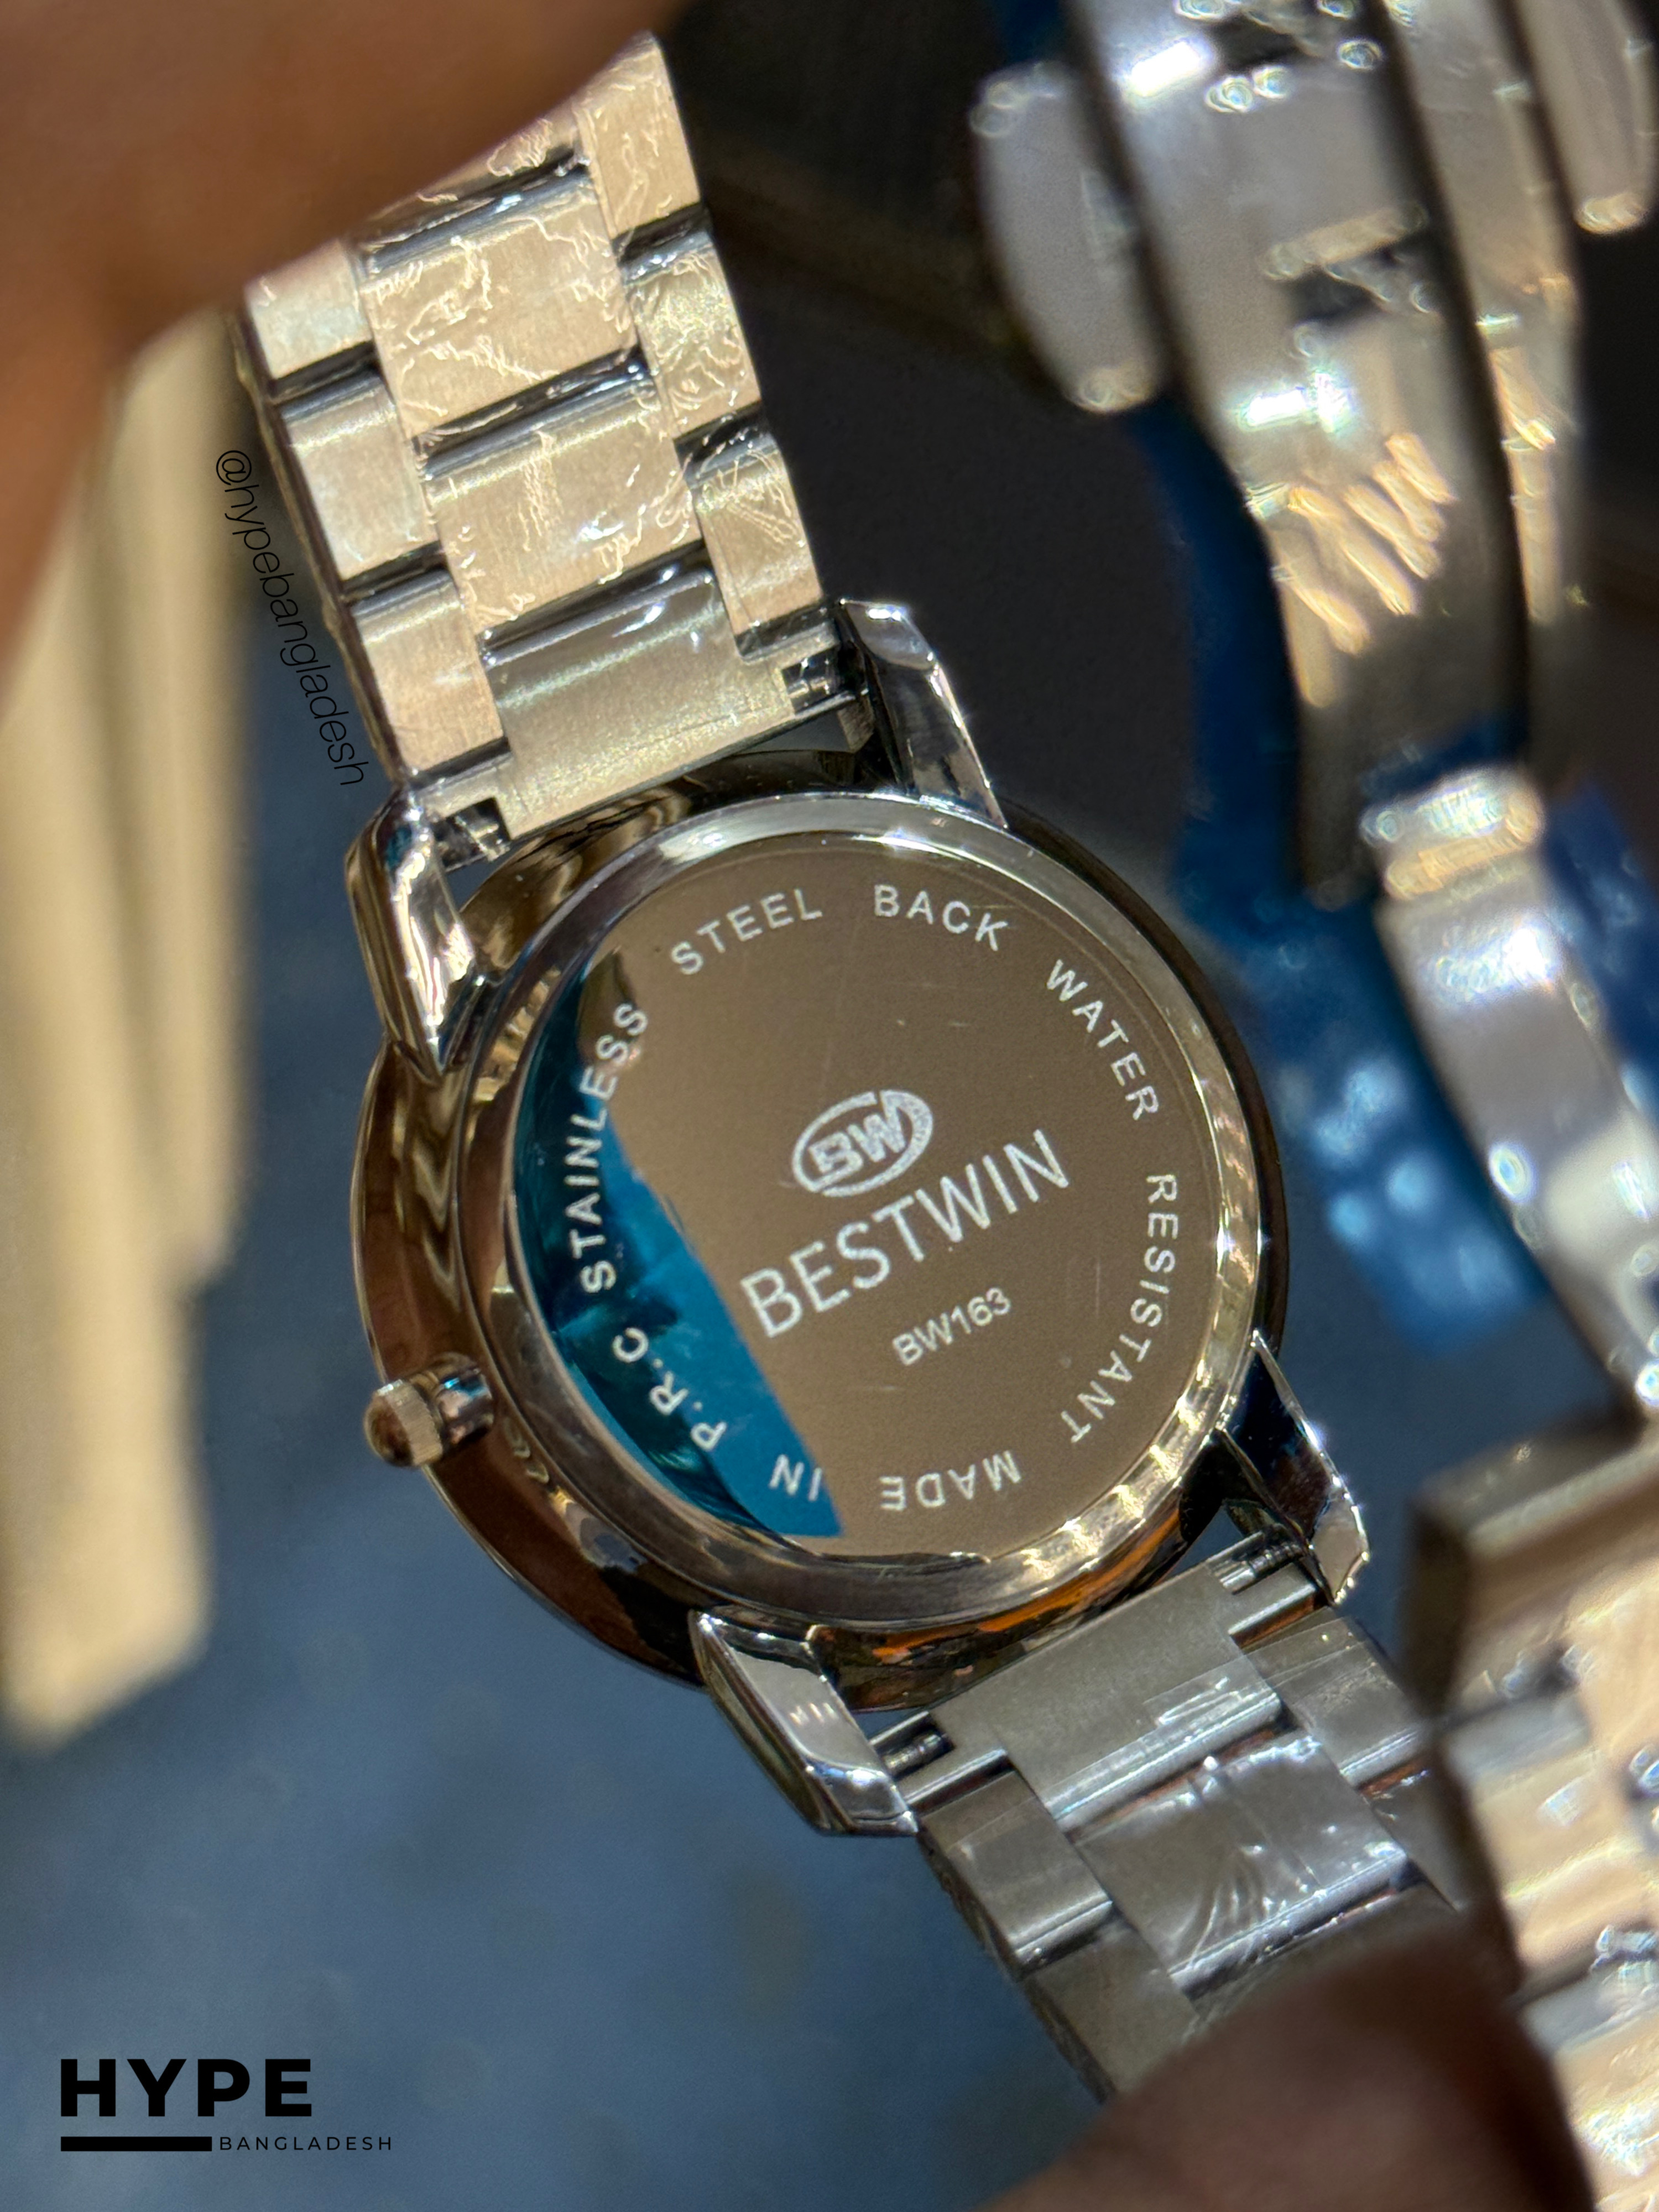 @hypebangladesh
STAINLESS STEEL BACK WATER RESISTANT MADE IN P.R.C
BW
BESTWIN
BW163
HYPE
BANGLADESH